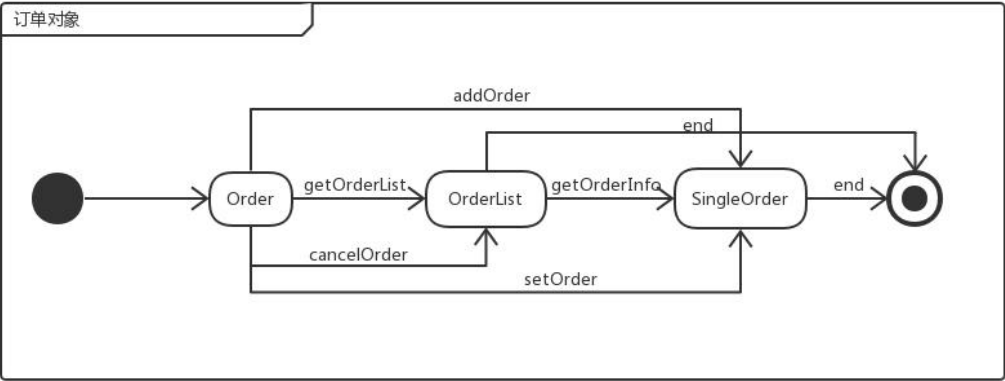 订单对象
addOrder
end
Order
getOrderList
OrderList
getOrderInfo
SingleOrder
end
cancelOrder
setOrder